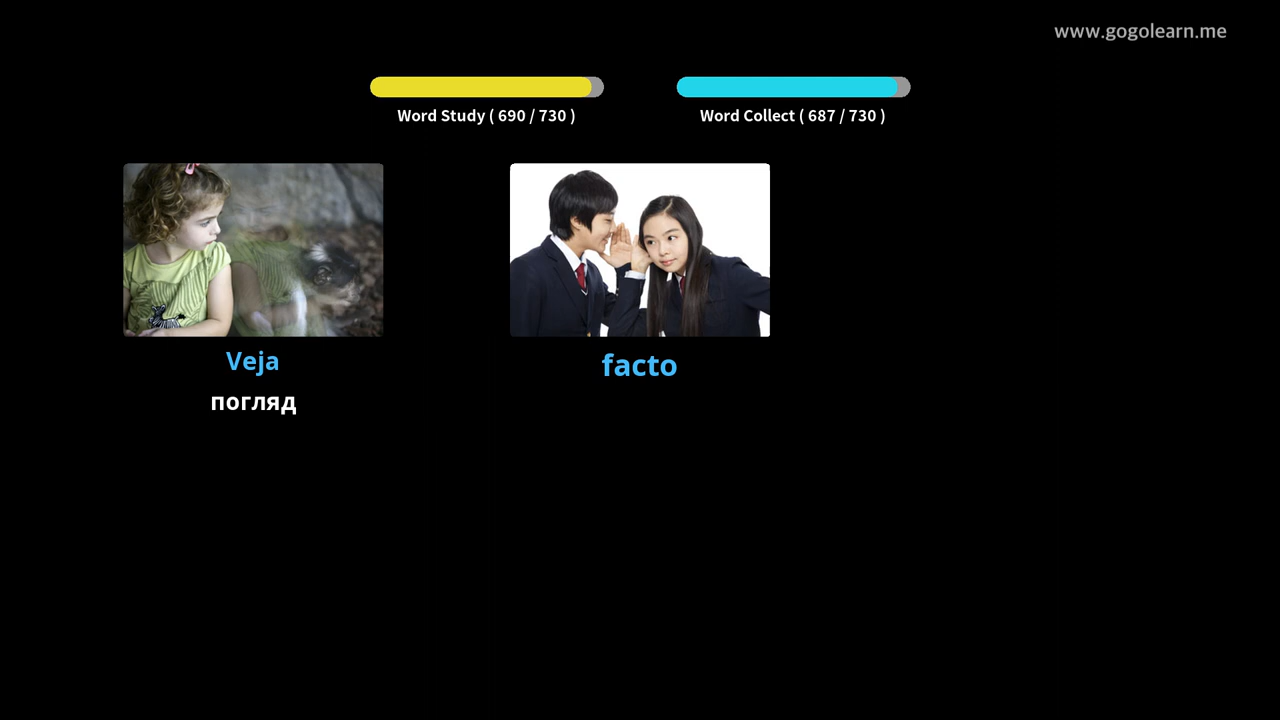 www.gogolearn.me
Word Study ( 690 / 730 )
Word Collect ( 687 / 730 )
Veja
погляд
facto